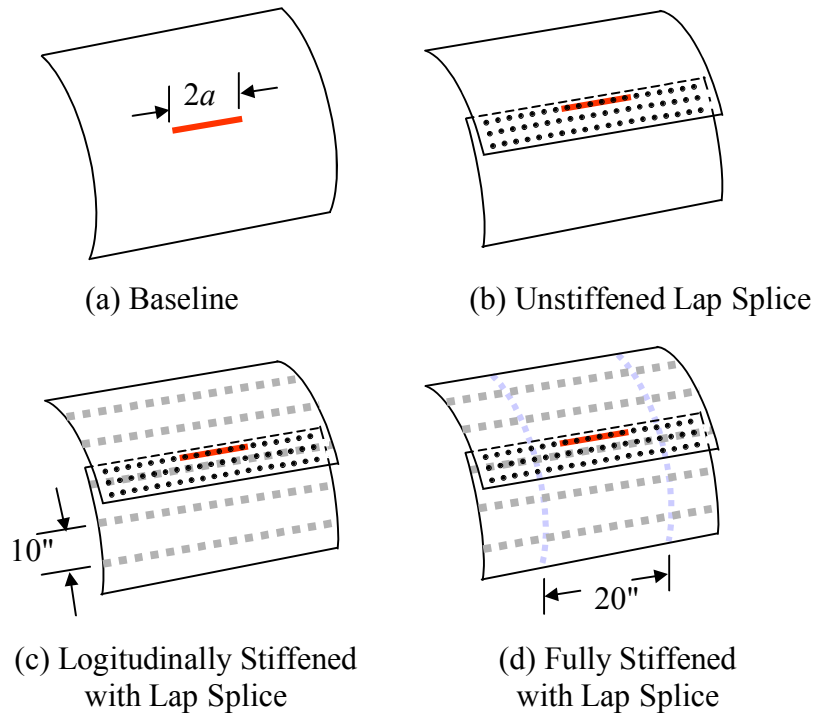 2a
(a) Baseline
(b) Unstiffened Lap Splice
10"
(c) Logitudinally Stiffened
with Lap Splice
20"
(d) Fully Stiffened
with Lap Splice